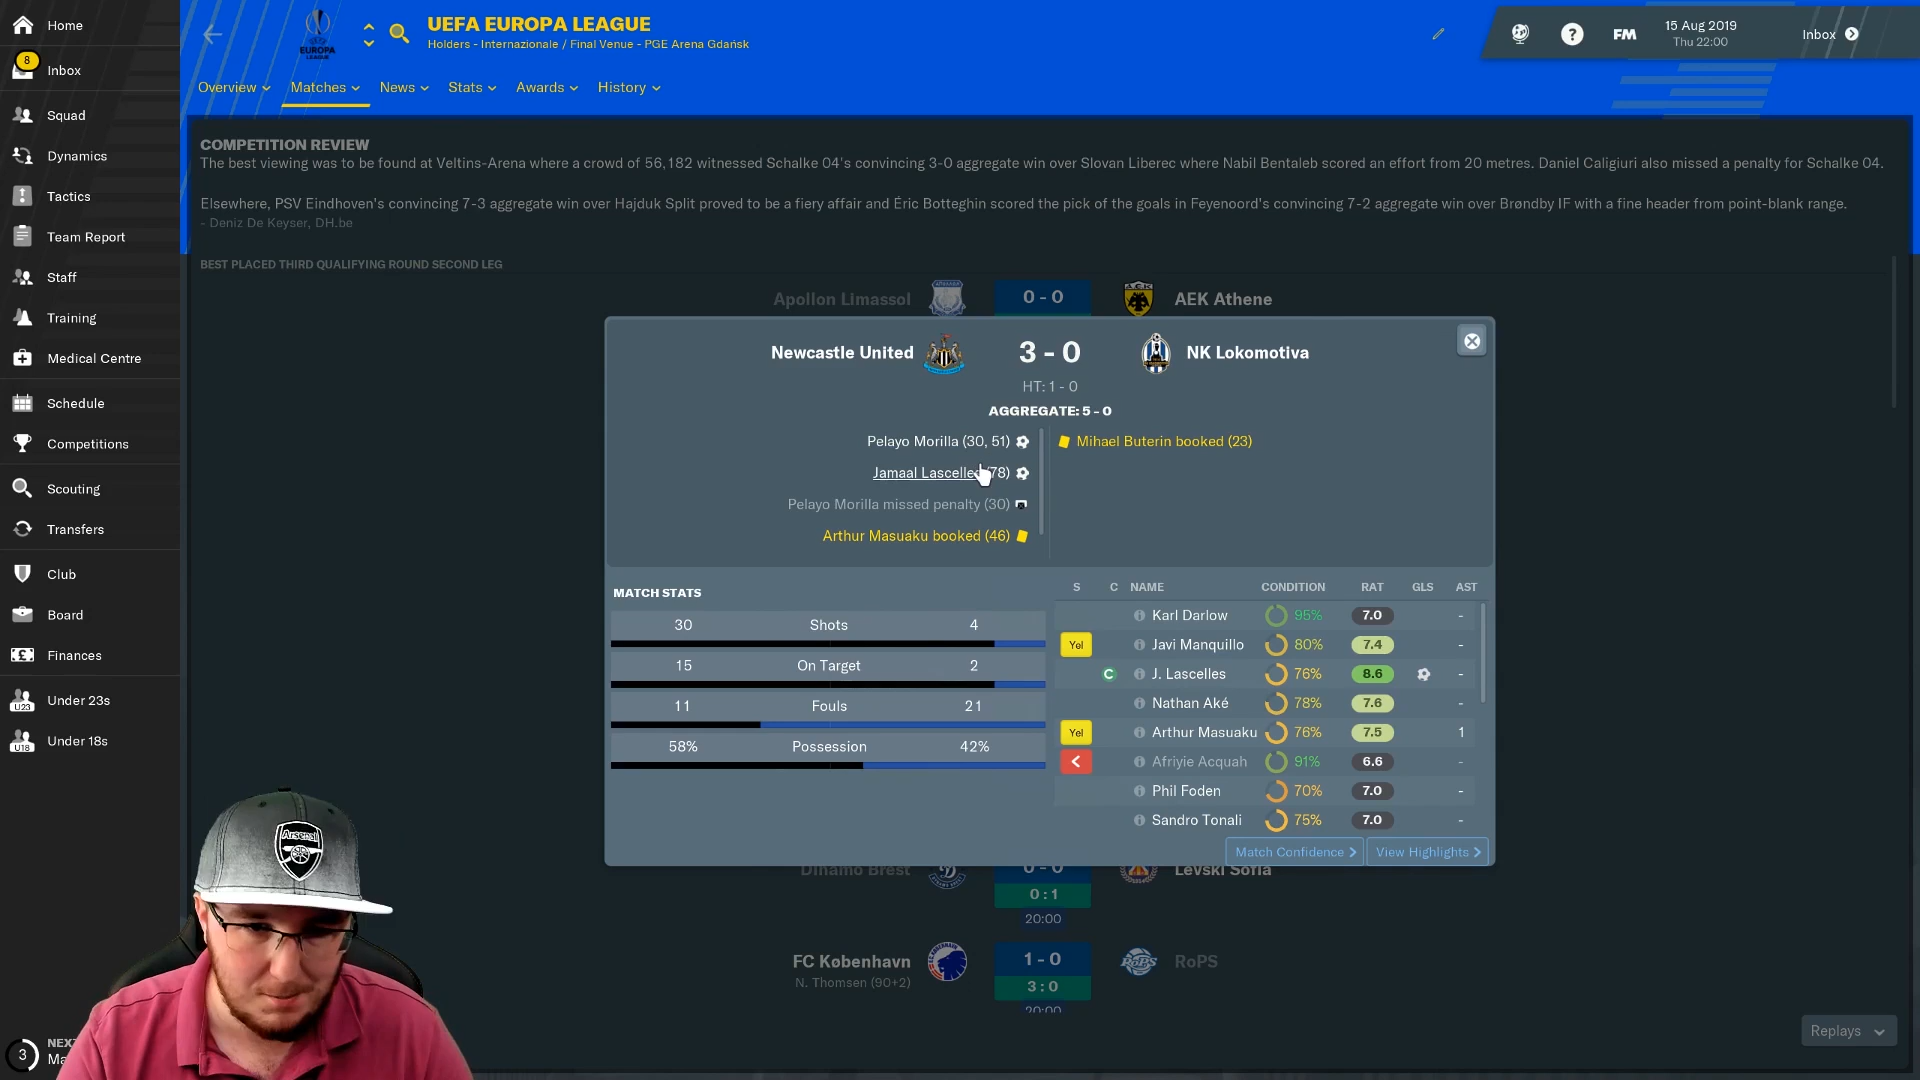 Home
8
Inbox
Squad
Dynamics
Tactics
Team Report
Staff
Training
Medical Centre
Schedule
Competitions
Scouting
Transfers
Club
Board
Finances
U23
Under 23s
U18
Under 18s
3
EUROPA
LEAGUE
UEFA EUROPA LEAGUE
Holders - Internazionale / Final Venue - PGE Arena Gdańsk
? FM
15 Aug 2019
Thu 22:00
Inbox
Overview Matches News Stats Awards History
COMPETITION REVIEW
The best viewing was to be found at Veltins-Arena where a crowd of 56,182 witnessed Schalke 04's convincing 3-0 aggregate win over Slovan Liberec where Nabil Bentaleb scored an effort from 20 metres. Daniel Caligiuri also missed a penalty for Schalke 04.
Elsewhere, PSV Eindhoven's convincing 7-3 aggregate win over Hajduk Split proved to be a fiery affair and Éric Botteghin scored the pick of the goals in Feyenoord's convincing 7-2 aggregate win over Brøndby IF with a fine header from point-blank range.
- Deniz De Keyser, DH.be
BEST PLACED THIRD QUALIFYING ROUND SECOND LEG
Apollon Limassol 0 - 0 AEK Athene
Newcastle United 3 - 0 NK Lokomotiva
HT: 1 - 0
AGGREGATE: 5 - 0
Pelayo Morilla (30, 51)
Mihael Buterin booked (23)
Jamaal Lascelle 78)
Pelayo Morilla missed penalty (30)
Arthur Masuaku booked (46)
MATCH STATS
30 Shots 4
15 On Target 2
11 Fouls 21
58% Possession 42%
S C NAME CONDITION RAT GLS AST
Karl Darlow 95% 7.0 -
Yel Javi Manquillo 80% 7.4 -
C J. Lascelles 76% 8.6 -
Nathan Aké 78% 7.6 -
Yel Arthur Masuaku 76% 7.5 1
Afriyie Acquah 91% 6.6 -
Phil Foden 70% 7.0 -
Sandro Tonali 75% 7.0 -
Match Confidence View Highlights
Dinamo Brest 0 - 0 Levski Sofia
0 : 1
20:00
FC København 1 - 0 RoPS
N. Thomsen (90+2)
3 : 0
20:00
Replays
Arsenal